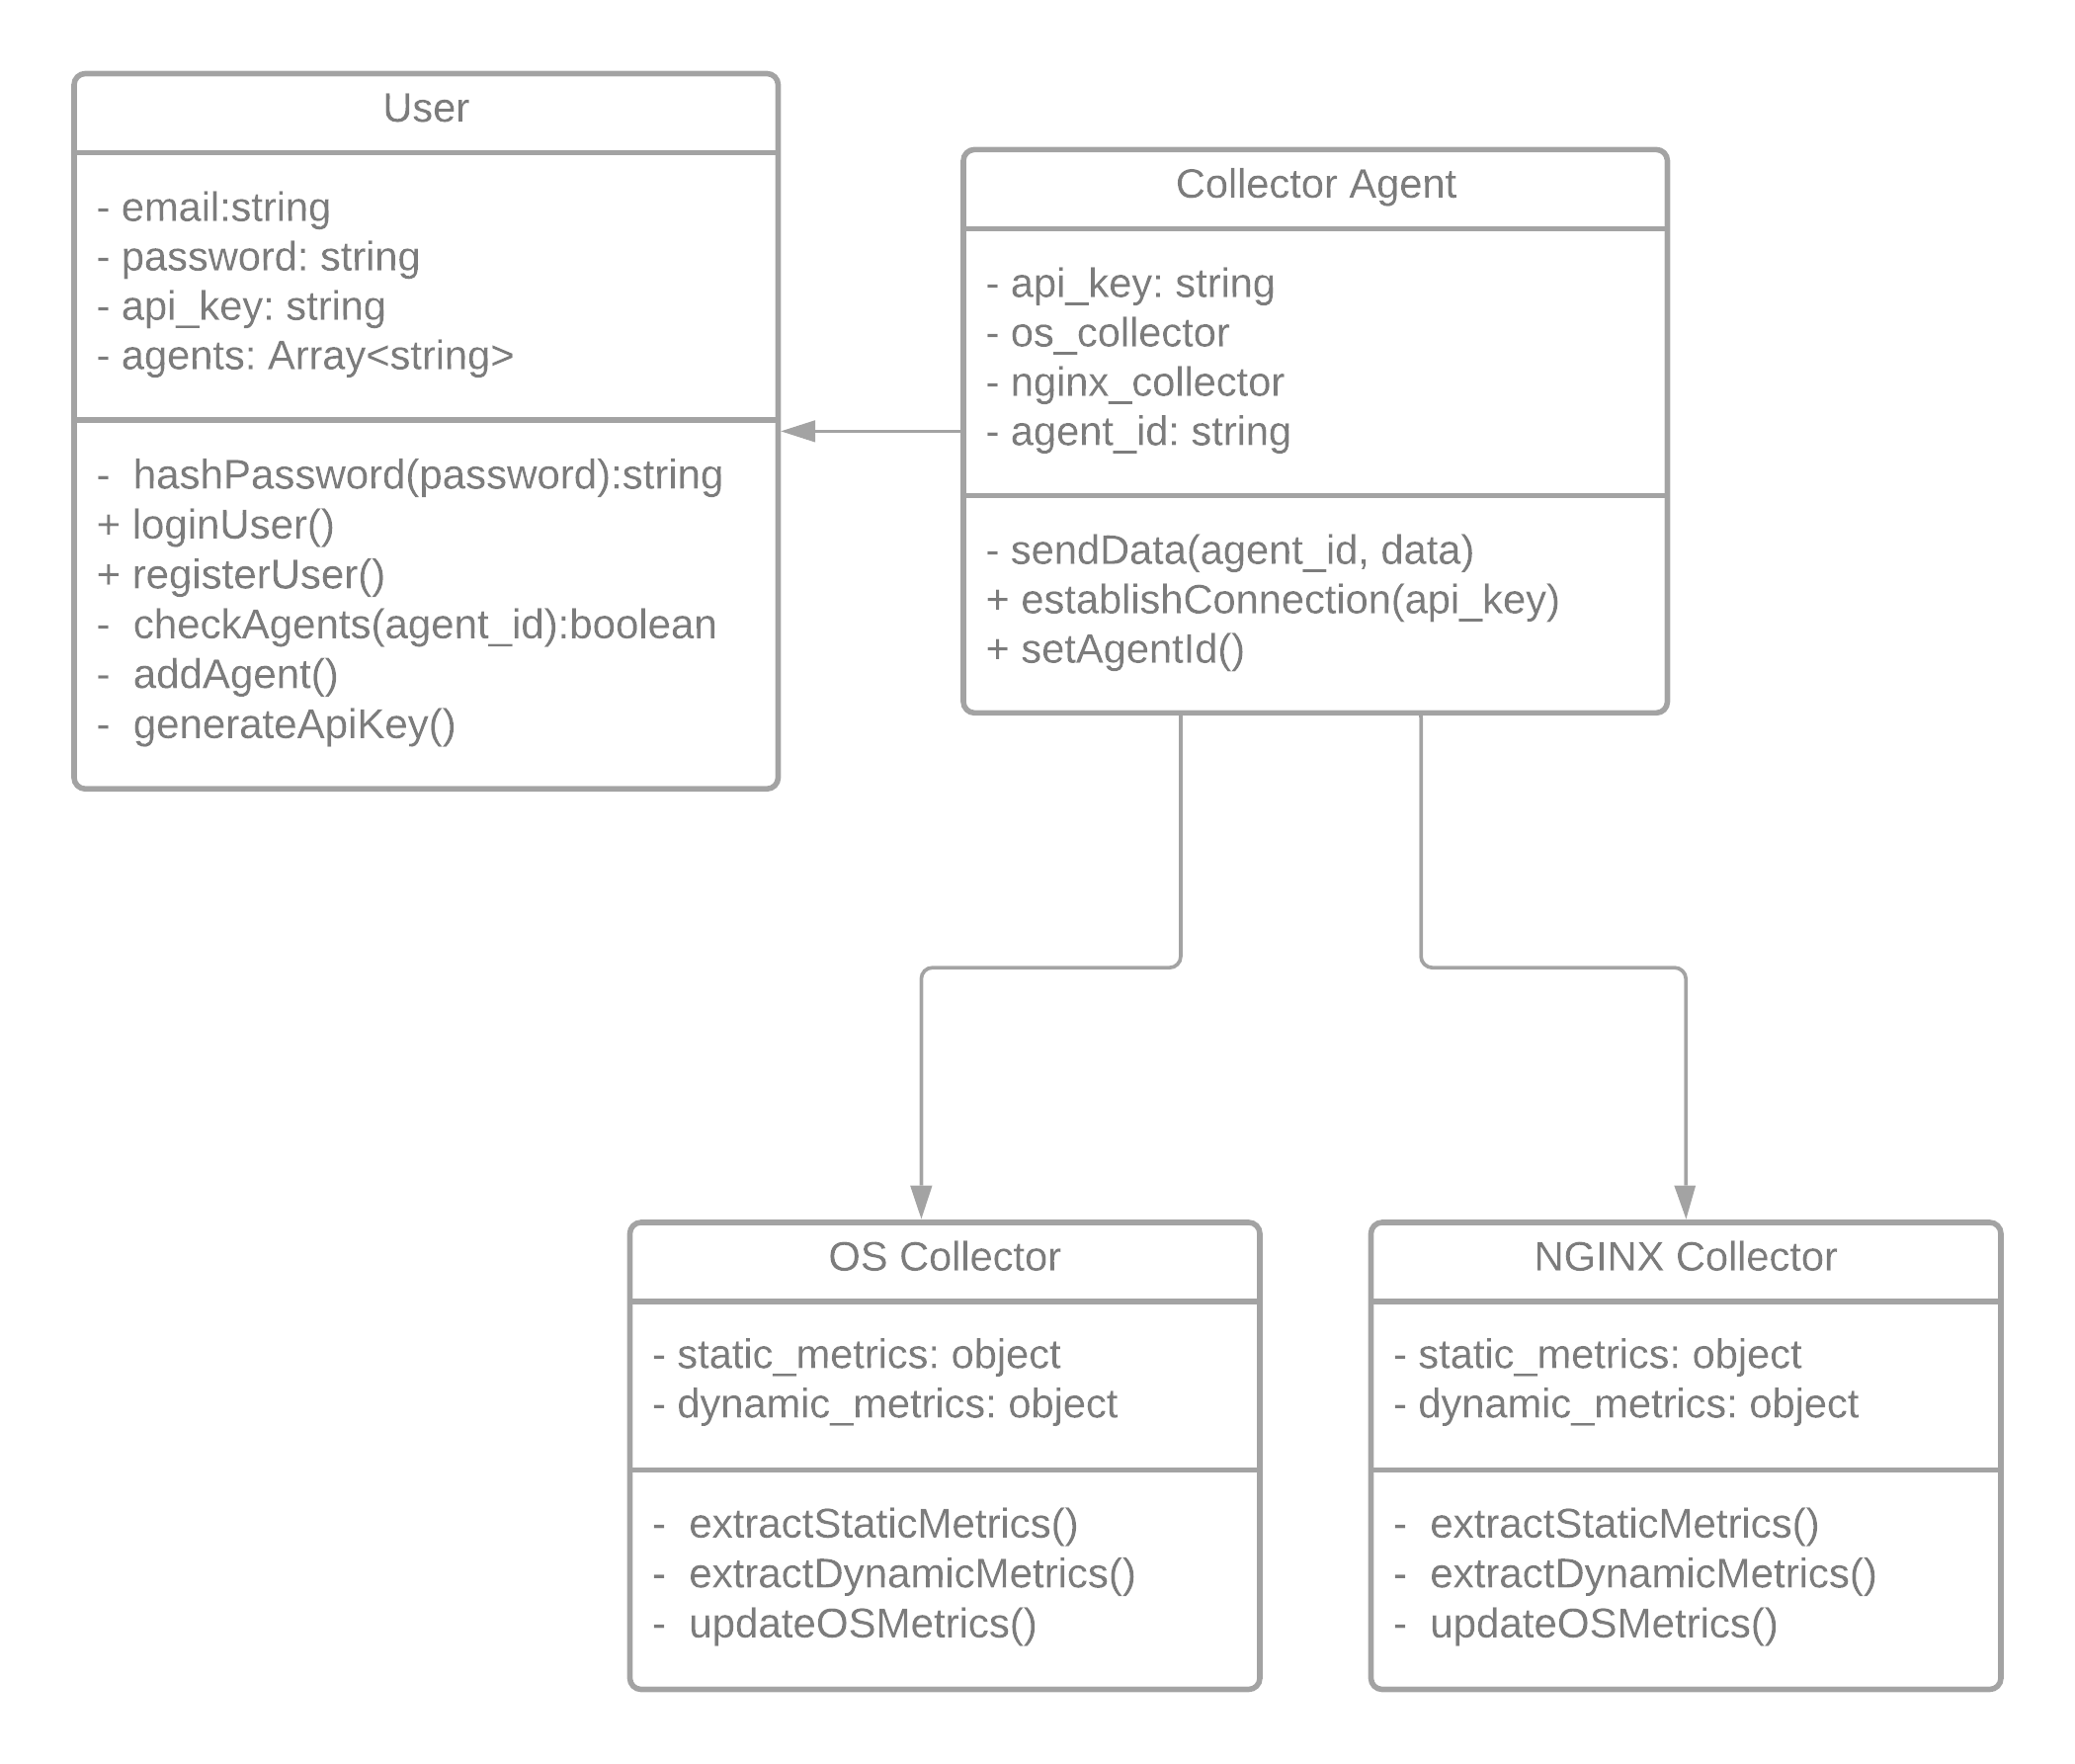 User
- email:string
- password: string
- api_key: string
- agents: Array<string>
-  hashPassword(password):string
+ loginUser()
+ registerUser()
-  checkAgents(agent_id):boolean
-  addAgent()
-  generateApiKey()
Collector Agent
- api_key: string
- os_collector
- nginx_collector
- agent_id: string
- sendData(agent_id, data)
+ establishConnection(api_key)
+ setAgentId()
OS Collector
- static_metrics: object
- dynamic_metrics: object
-  extractStaticMetrics()
-  extractDynamicMetrics()
-  updateOSMetrics()
NGINX Collector
- static_metrics: object
- dynamic_metrics: object
-  extractStaticMetrics()
-  extractDynamicMetrics()
-  updateOSMetrics()